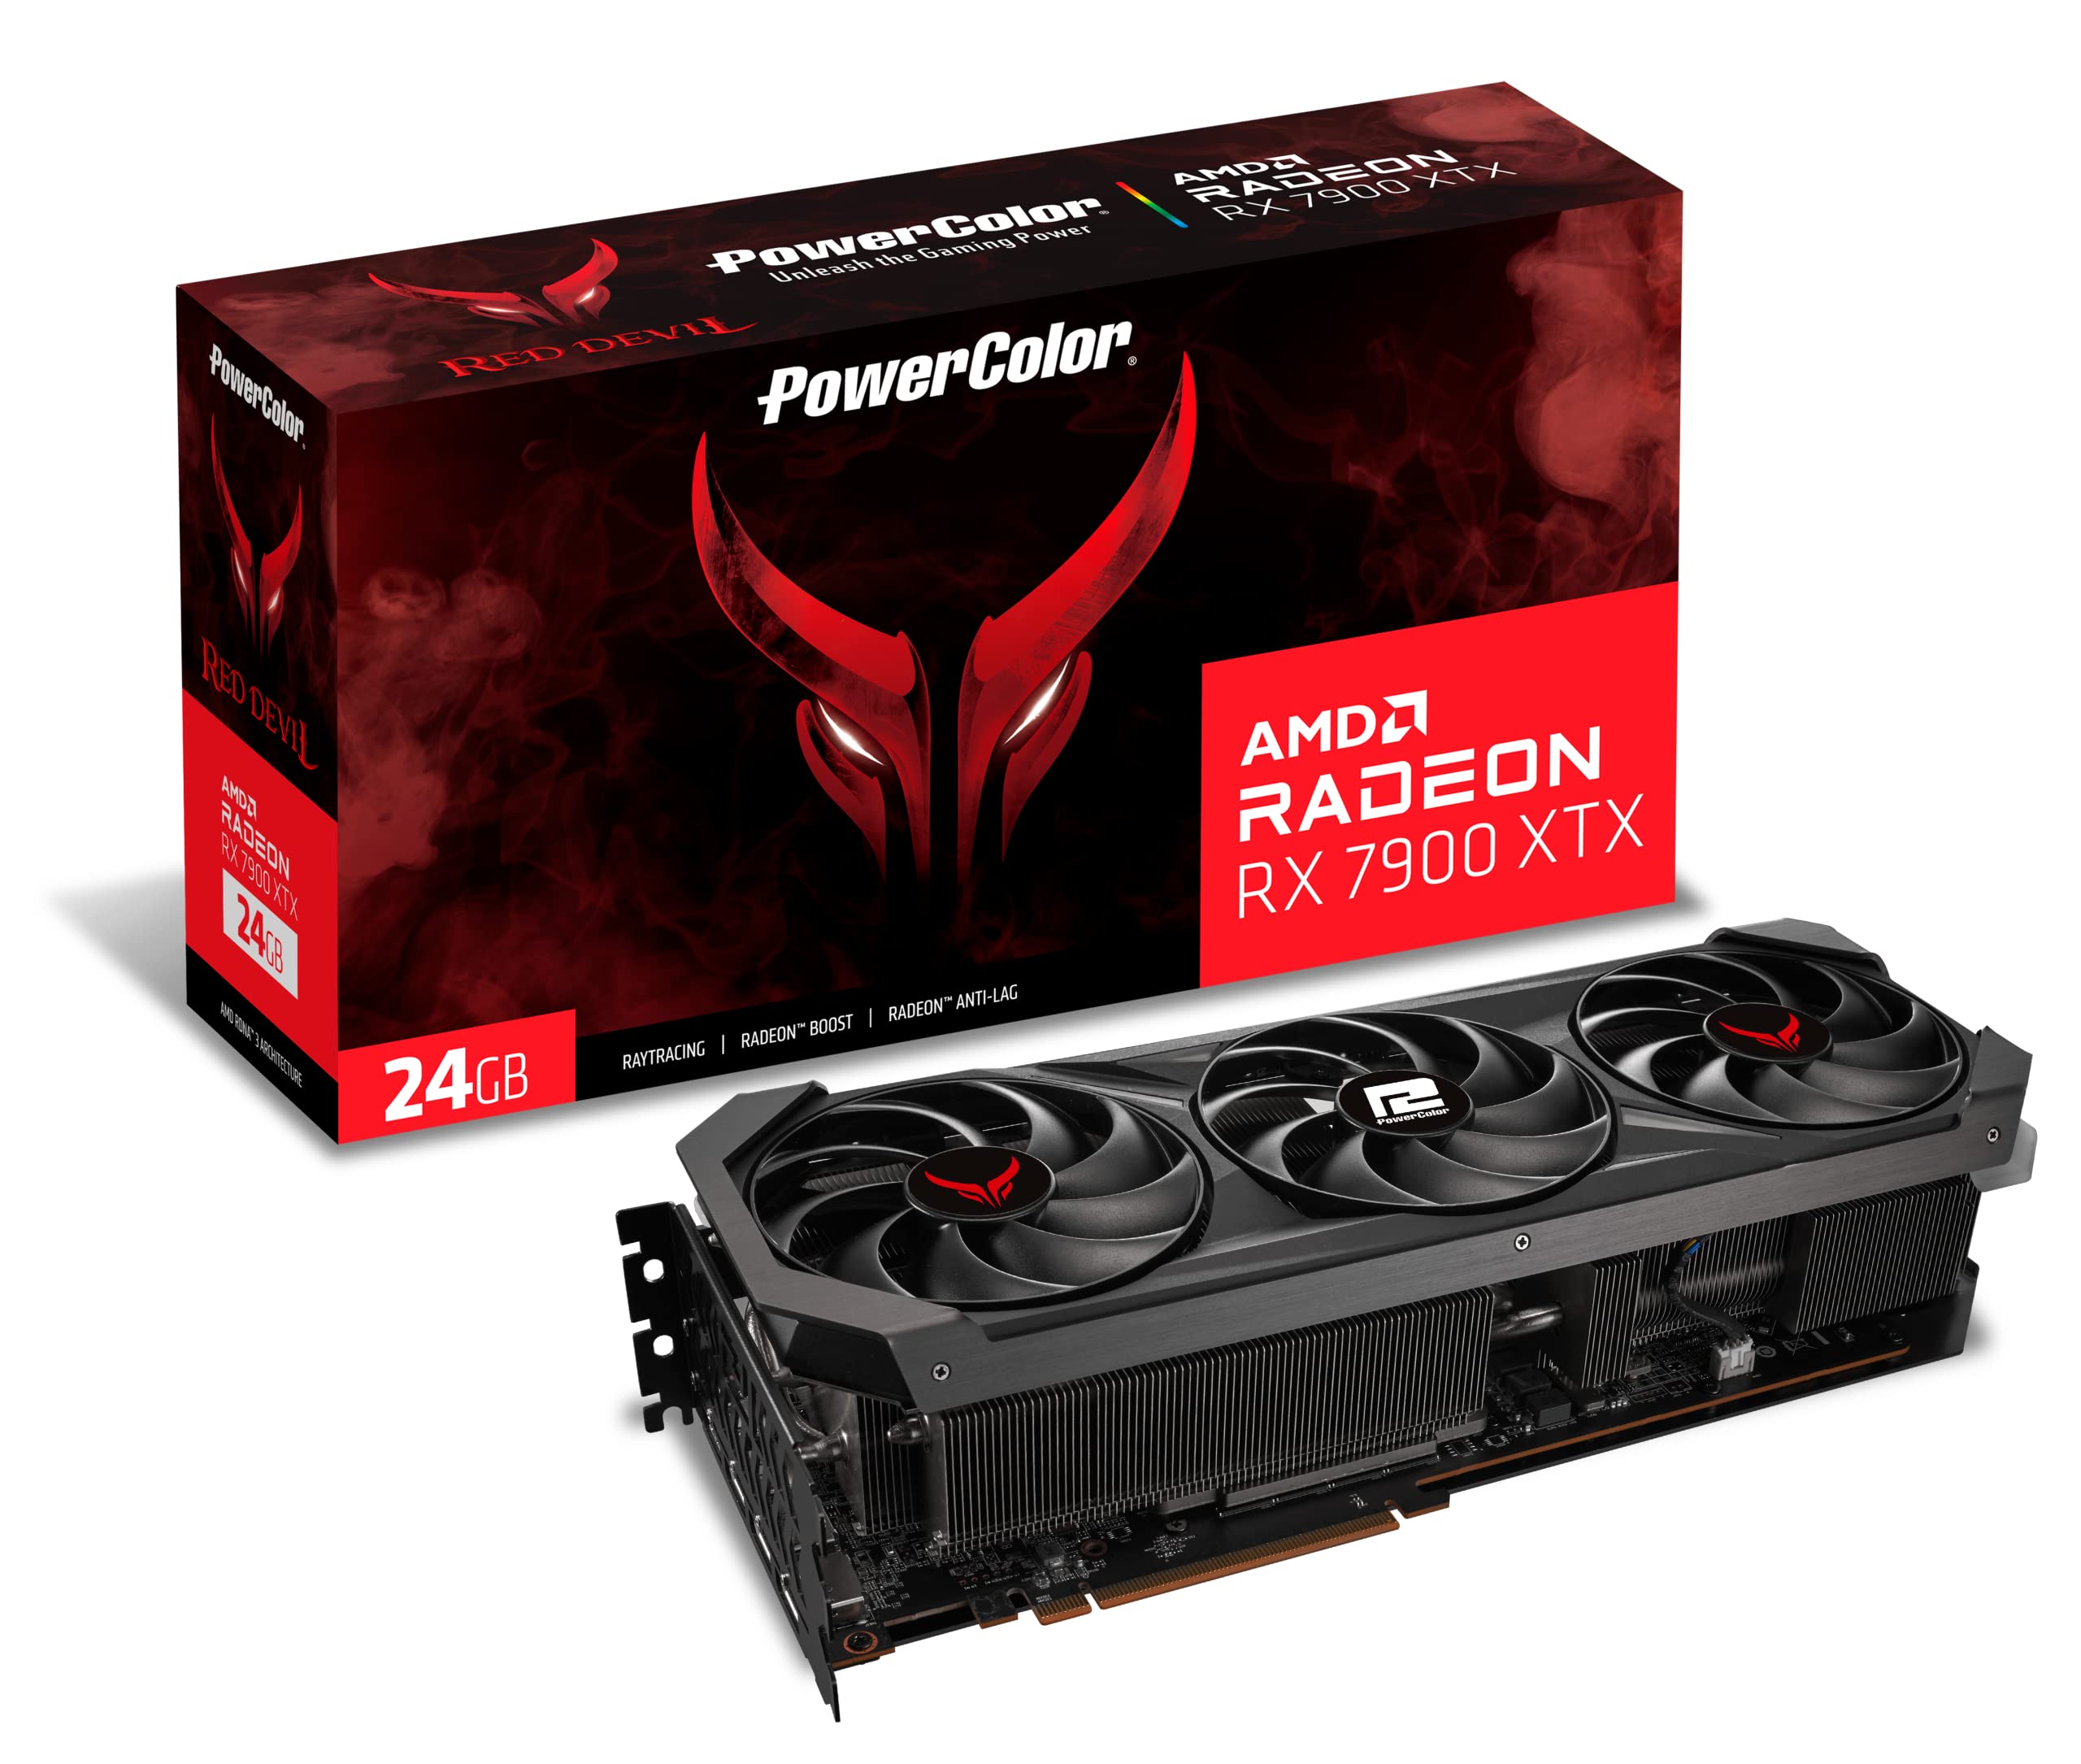 PowerColor®
Unleash the Gaming Power
AMD
RADEON
RX 7900 XTX
RED DEVIL
PowerColor
RED DEVIL
AMD
RADEON
RX 7900 XTX
24GB
AMD RDNA™ 3 ARCHITECTURE
PowerColor®
AMD
RADEON
RX 7900 XTX
24GB
RAYTRACING | RADEON™ BOOST | RADEON™ ANTI-LAG
PowerColor